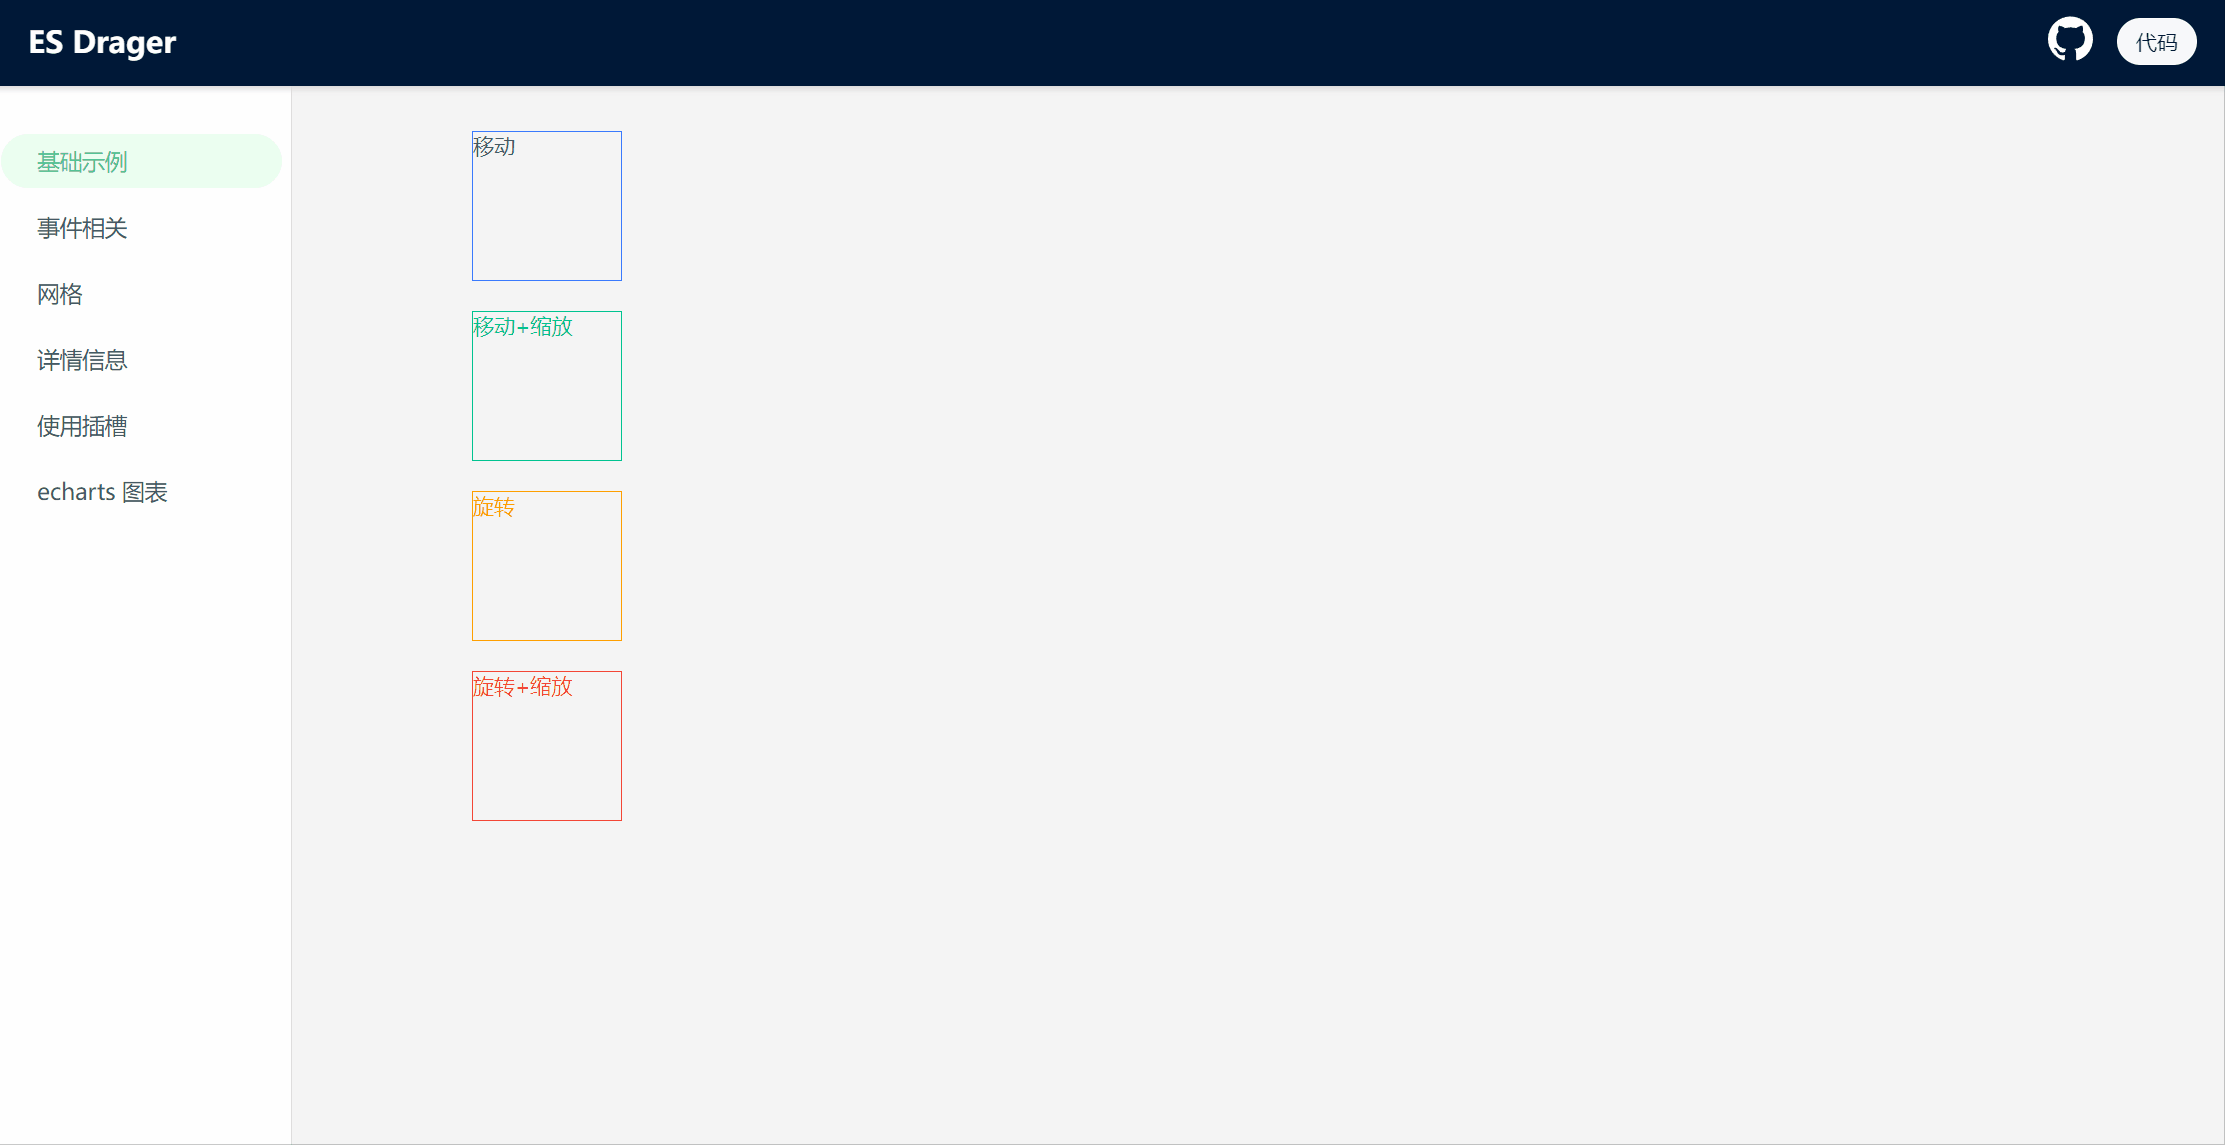 ES Drager
代码
基础示例
事件相关
网格
详情信息
使用插槽
echarts 图表
移动
移动+缩放
旋转
旋转+缩放